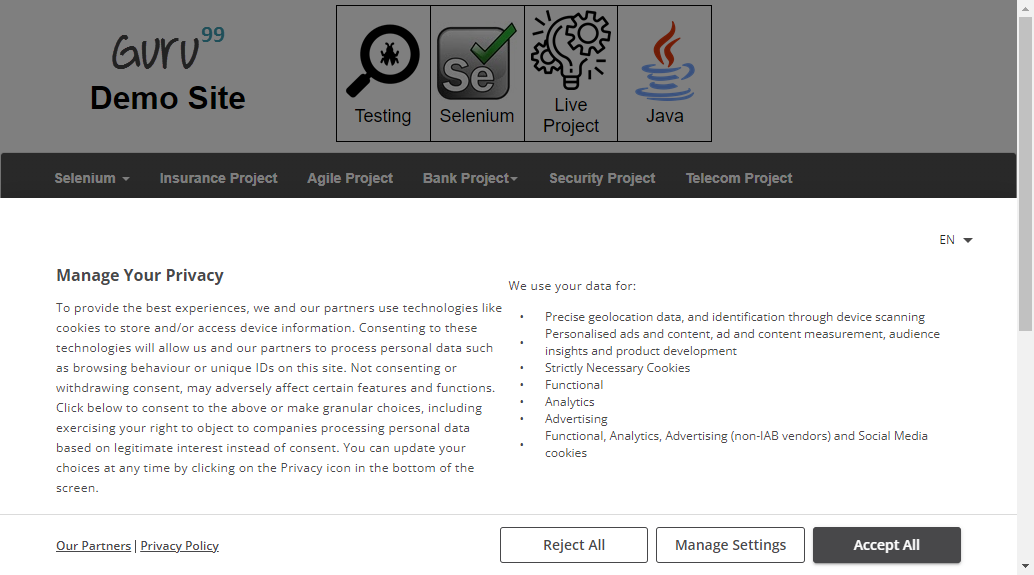 Guru99
Demo Site
Testing
Se
Selenium
Live
Project
Java
Selenium
Insurance Project
Agile Project
Bank Project
Security Project
Telecom Project
EN
Manage Your Privacy
To provide the best experiences, we and our partners use technologies like
cookies to store and/or access device information. Consenting to these
technologies will allow us and our partners to process personal data such
as browsing behaviour or unique IDs on this site. Not consenting or
withdrawing consent, may adversely affect certain features and functions.
Click below to consent to the above or make granular choices, including
exercising your right to object to companies processing personal data
based on legitimate interest instead of consent. You can update your
choices at any time by clicking on the Privacy icon in the bottom of the
screen.
We use your data for:
• Precise geolocation data, and identification through device scanning
• Personalised ads and content, ad and content measurement, audience
insights and product development
• Strictly Necessary Cookies
• Functional
• Analytics
• Advertising
• Functional, Analytics, Advertising (non-IAB vendors) and Social Media
cookies
Our Partners | Privacy Policy
Reject All
Manage Settings
Accept All